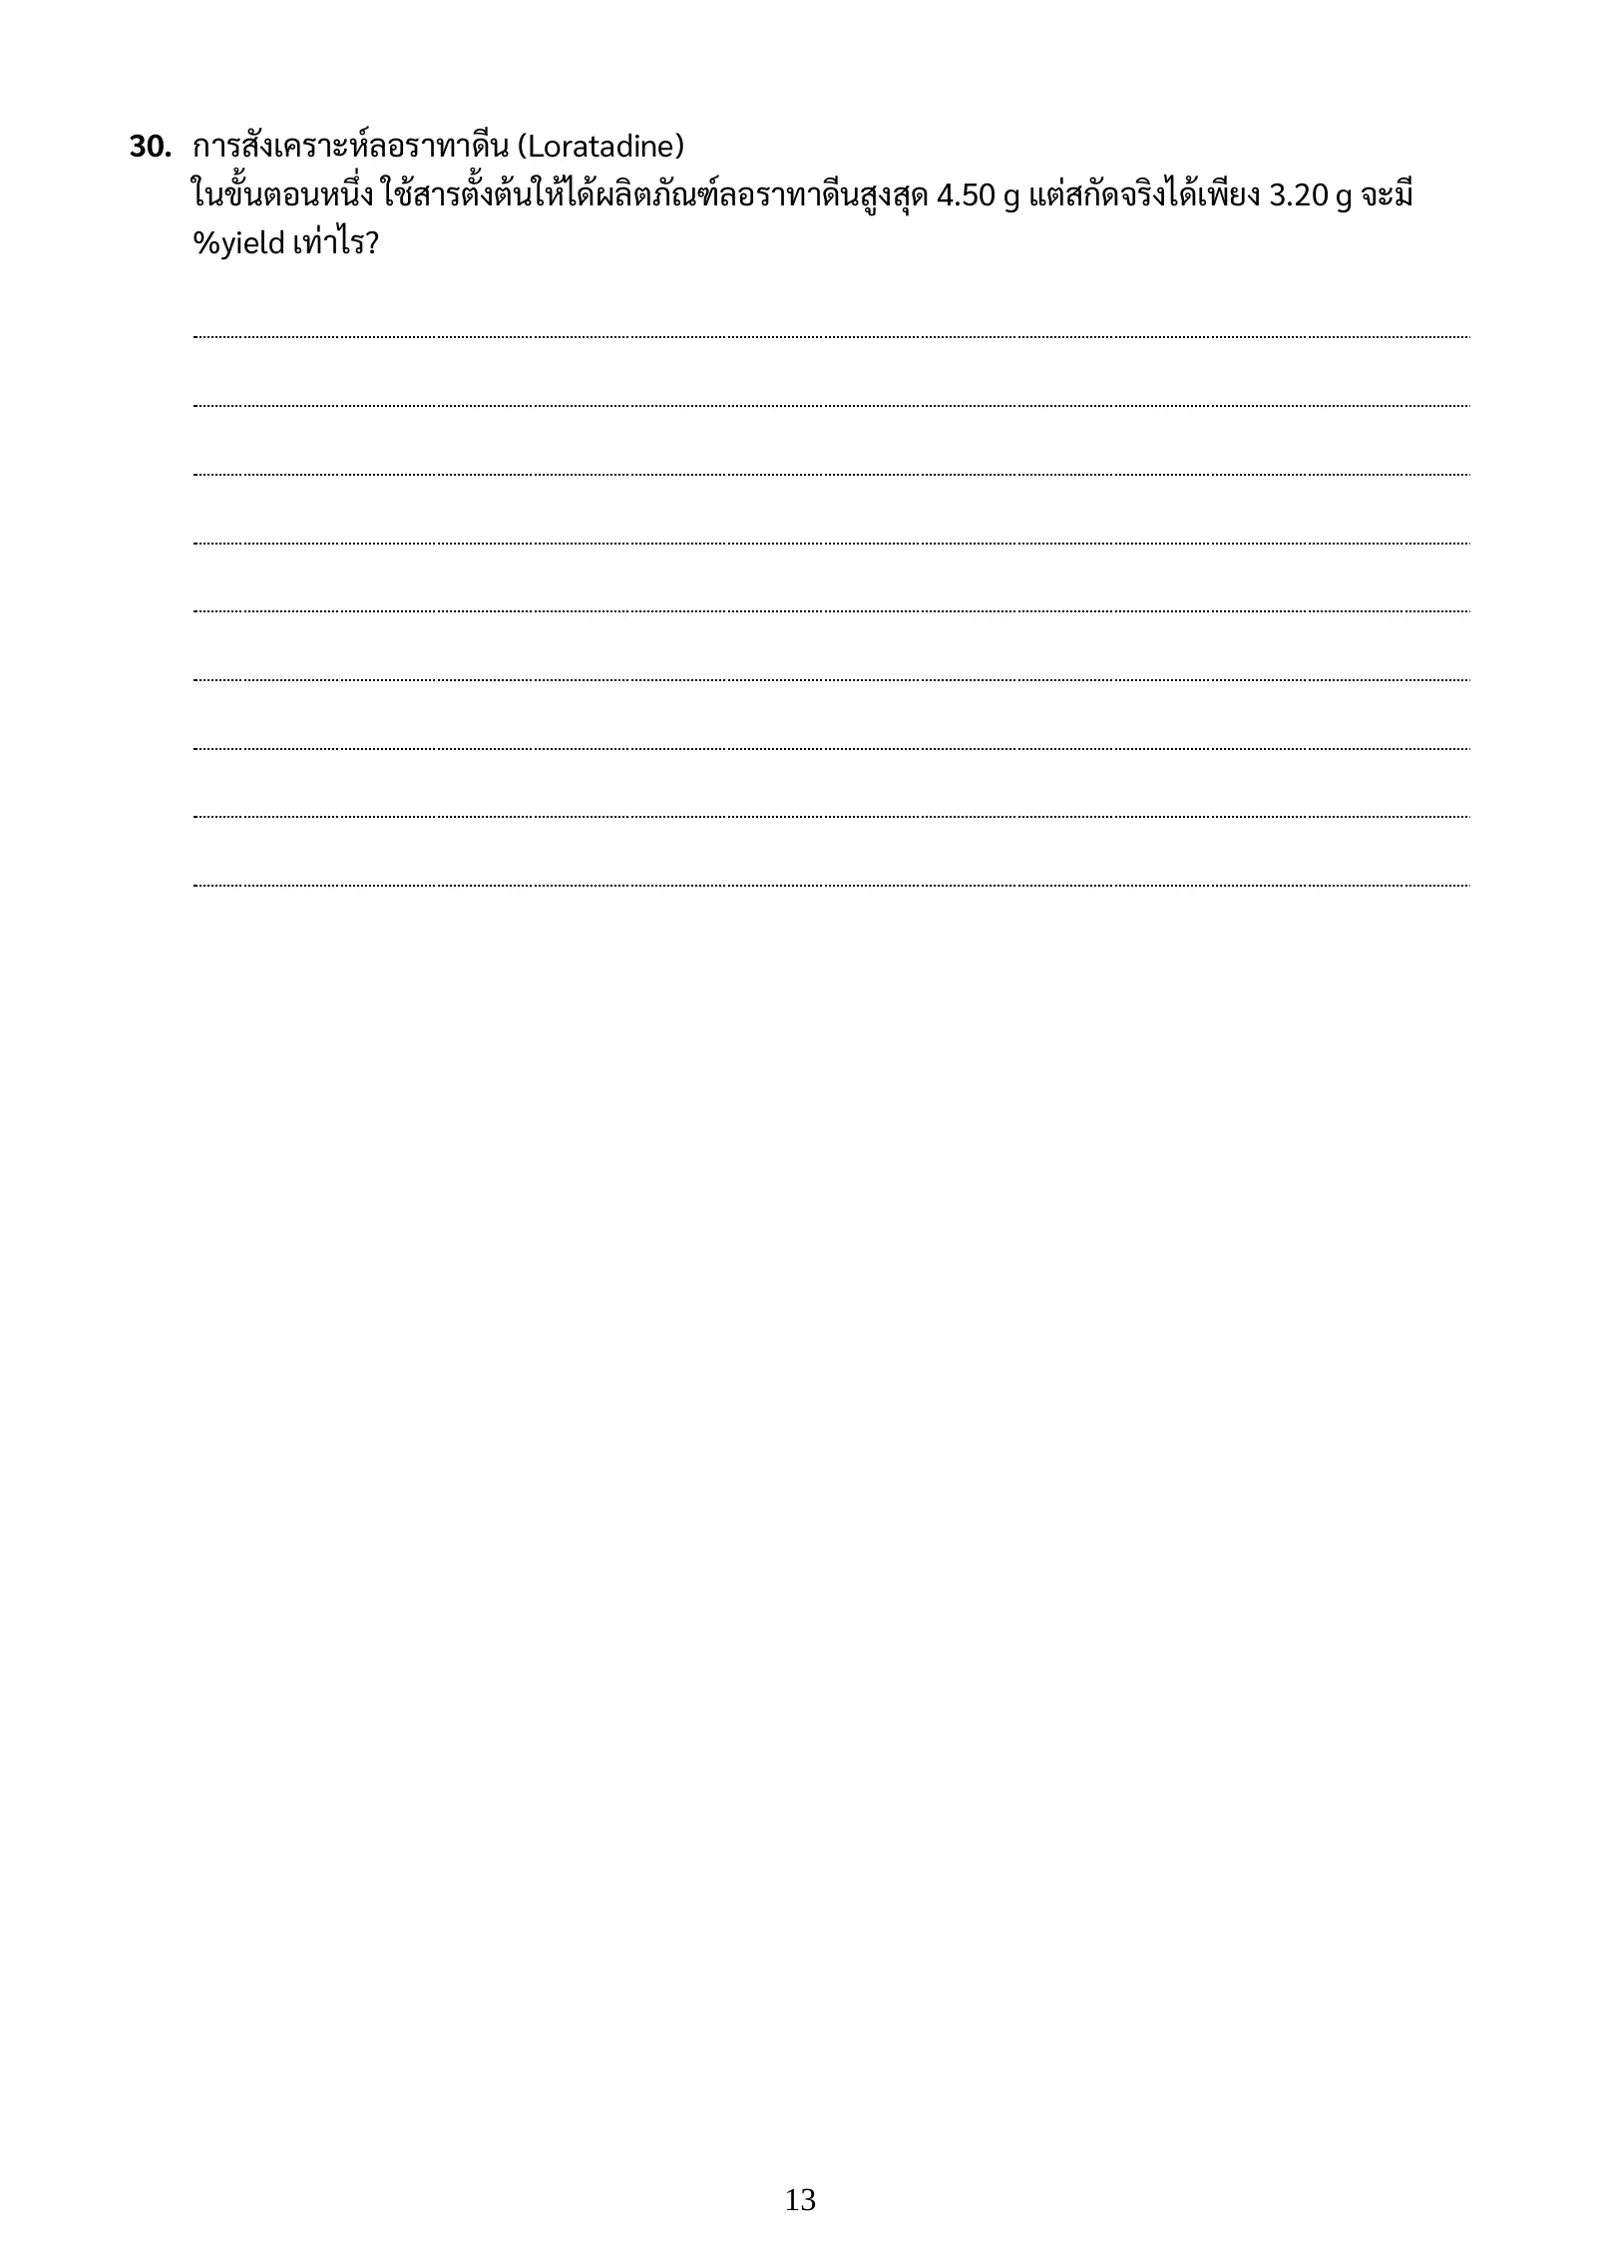 30. การสังเคราะห์ลอราทาดีน (Loratadine)
ในขั้นตอนหนึ่ง ใช้สารตั้งต้นให้ได้ผลิตภัณฑ์ลอราทาดีนสูงสุด 4.50 g แต่สกัดจริงได้เพียง 3.20 g จะมี
%yield เท่าไร?
13